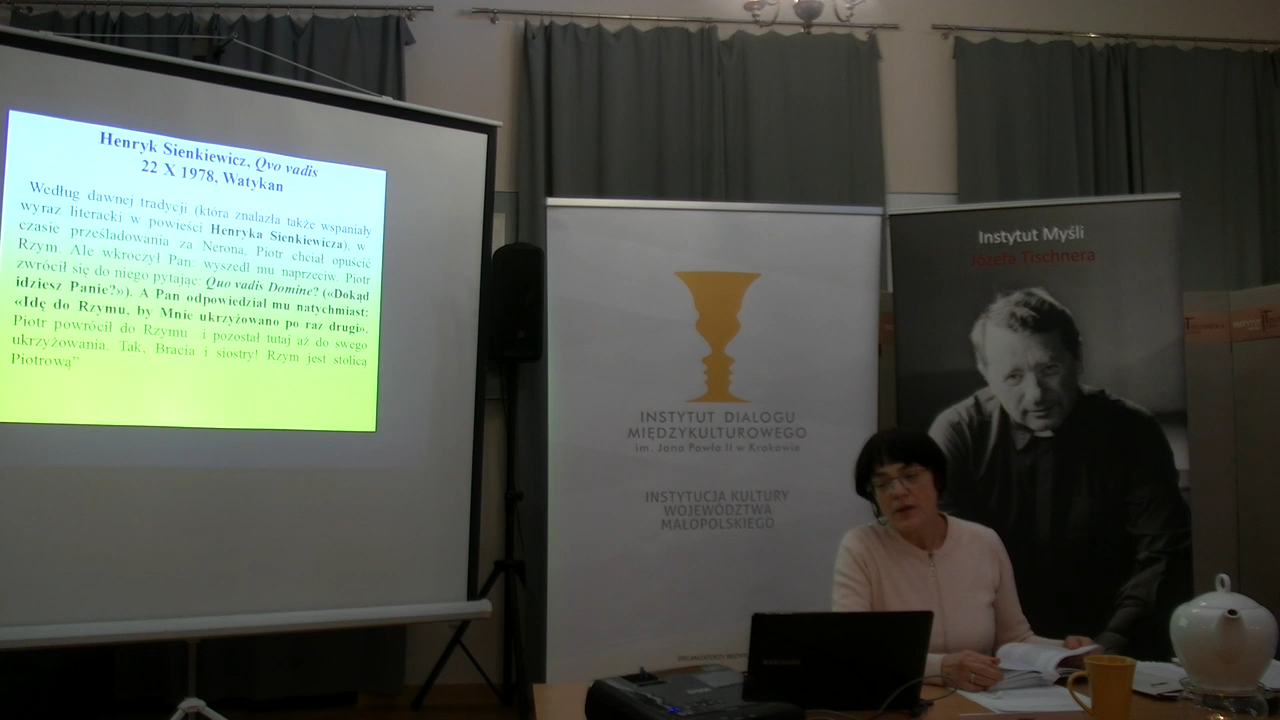 Henryk Sienkiewicz, Qvo vadis
22 X 1978, Watykan
Według dawnej tradycji (która znalazła także wspaniały
wyraz literacki w powieści Henryka Sienkiewicza), w
czasie prześladowania za Nerona, Piotr chciał opuścić
Rzym. Ale wkroczył Pan: wyszedł mu naprzeciw. Piotr
zwrócił się do niego pytając: Quo vadis Domine? («Dokąd
idziesz Panie?»). A Pan odpowiedział mu natychmiast:
«Idę do Rzymu, by Mnie ukrzyżowano po raz drugi».
Piotr powrócił do Rzymu i pozostał tutaj aż do swego
ukrzyżowania. Tak, Bracia i siostry! Rzym jest stolicą
Piotrową”
INSTYTUT DIALOGU
MIĘDZYKULTUROWEGO
im. Jana Pawła II w Krakowie
INSTYTUCJA KULTURY
WOJEWÓDZTWA
MAŁOPOLSKIEGO
Instytut Myśli
Józefa Tischnera